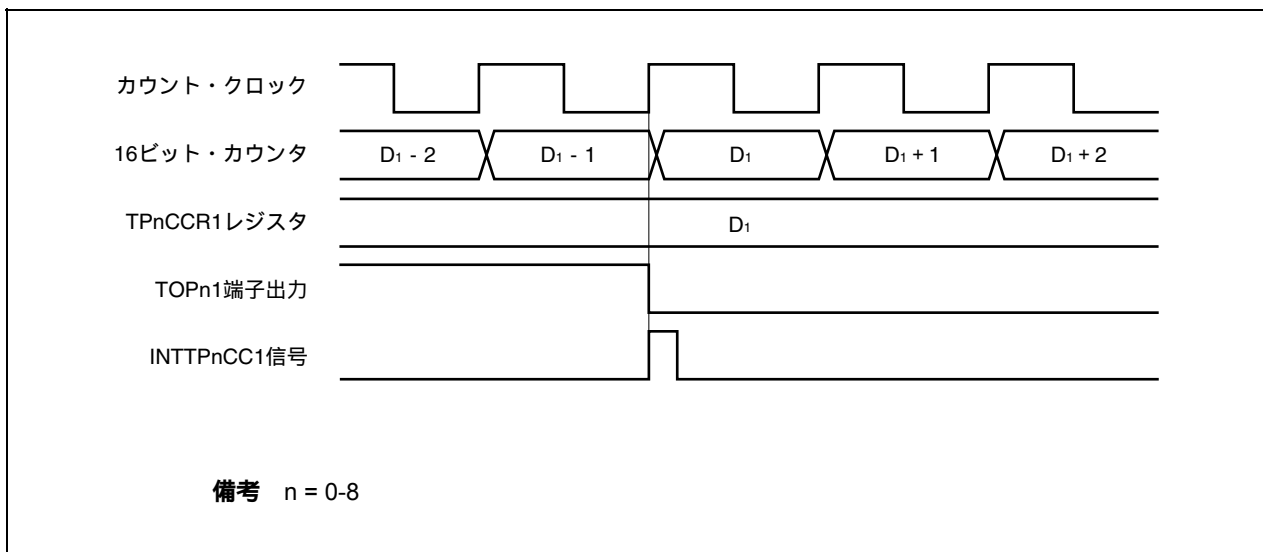 カウント・クロック
16ビット・カウンタ D1 - 2 D1 - 1 D1 D1 + 1 D1 + 2
TPnCCR1レジスタ D1
TOPn1端子出力
INTTPnCC1信号
備考 n = 0-8